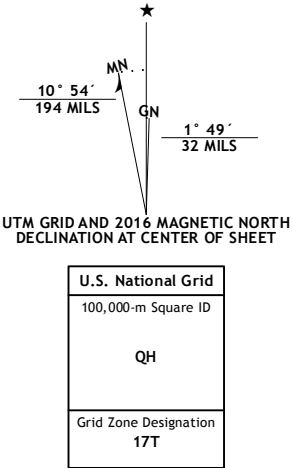 MN
GN
10° 54´
194 MILS
1° 49´
32 MILS
UTM GRID AND 2016 MAGNETIC NORTH
DECLINATION AT CENTER OF SHEET
U.S. National Grid
100,000-m Square ID
QH
Grid Zone Designation
17T